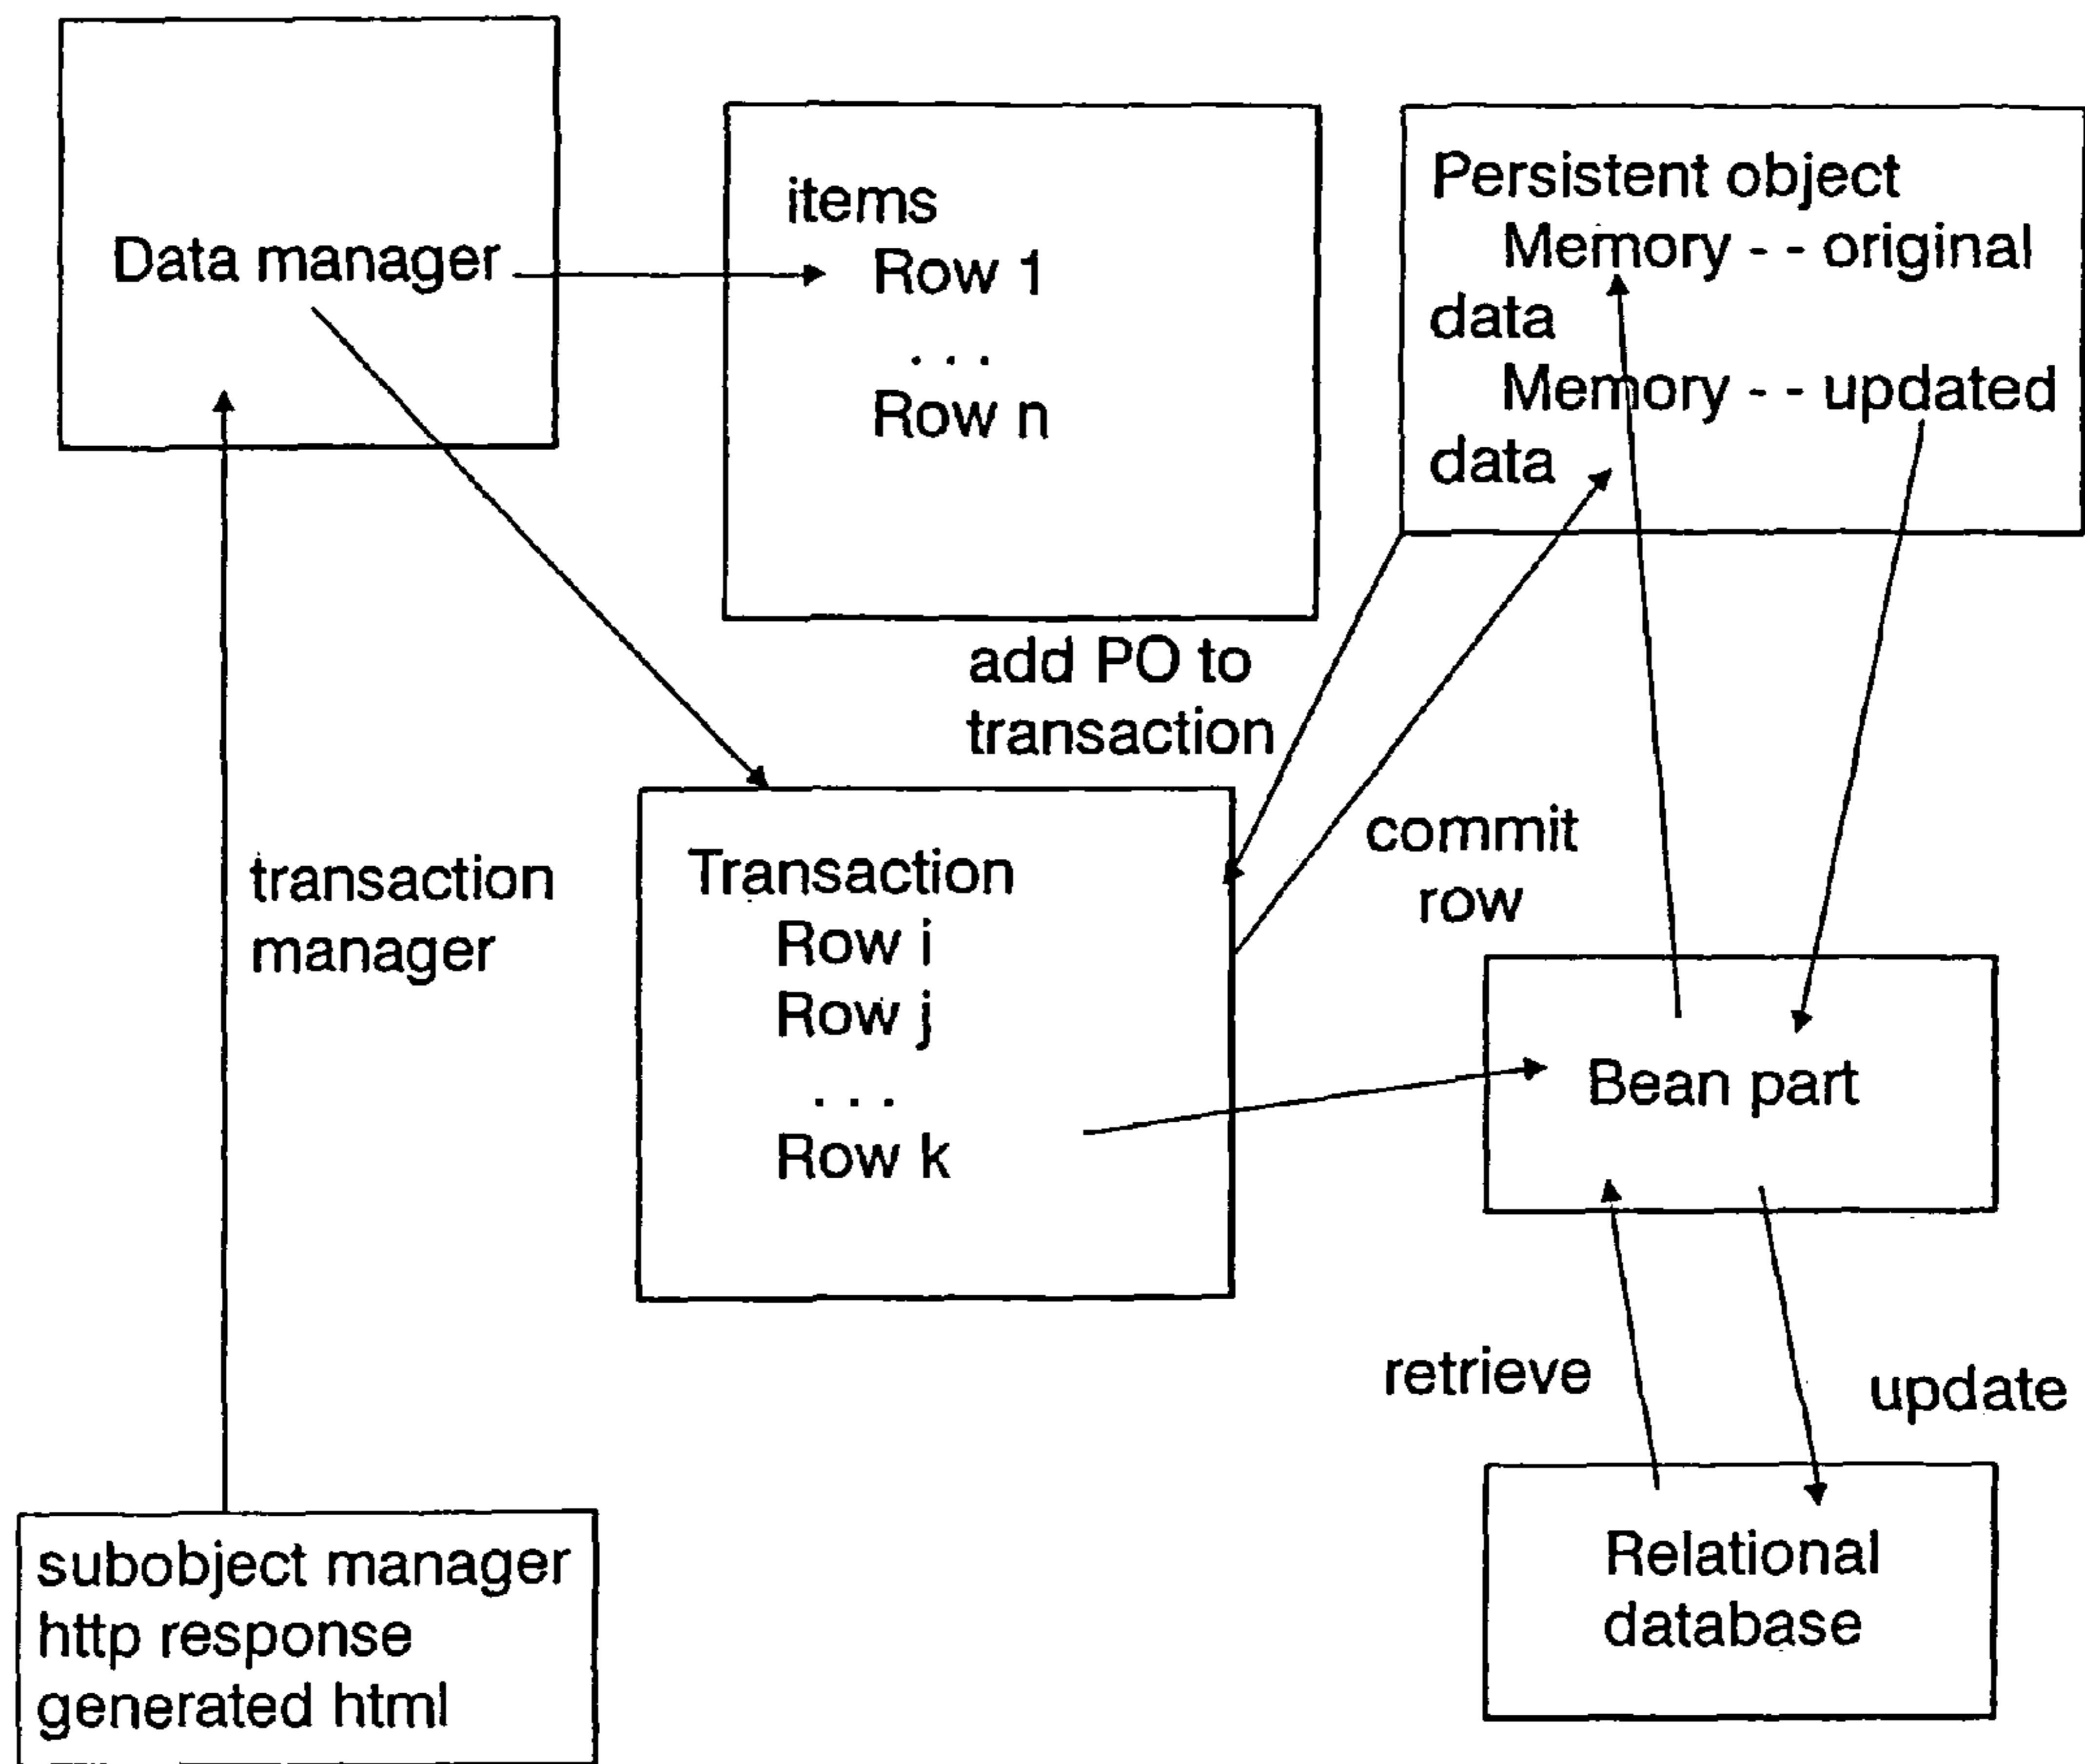 Data manager
items
Row 1
. . .
Row n
Persistent object
Memory - - original
data
Memory - - updated
data
add PO to
transaction
transaction
manager
Transaction
Row i
Row j
. . .
Row k
commit
row
Bean part
retrieve
update
Relational
database
subobject manager
http response
generated html